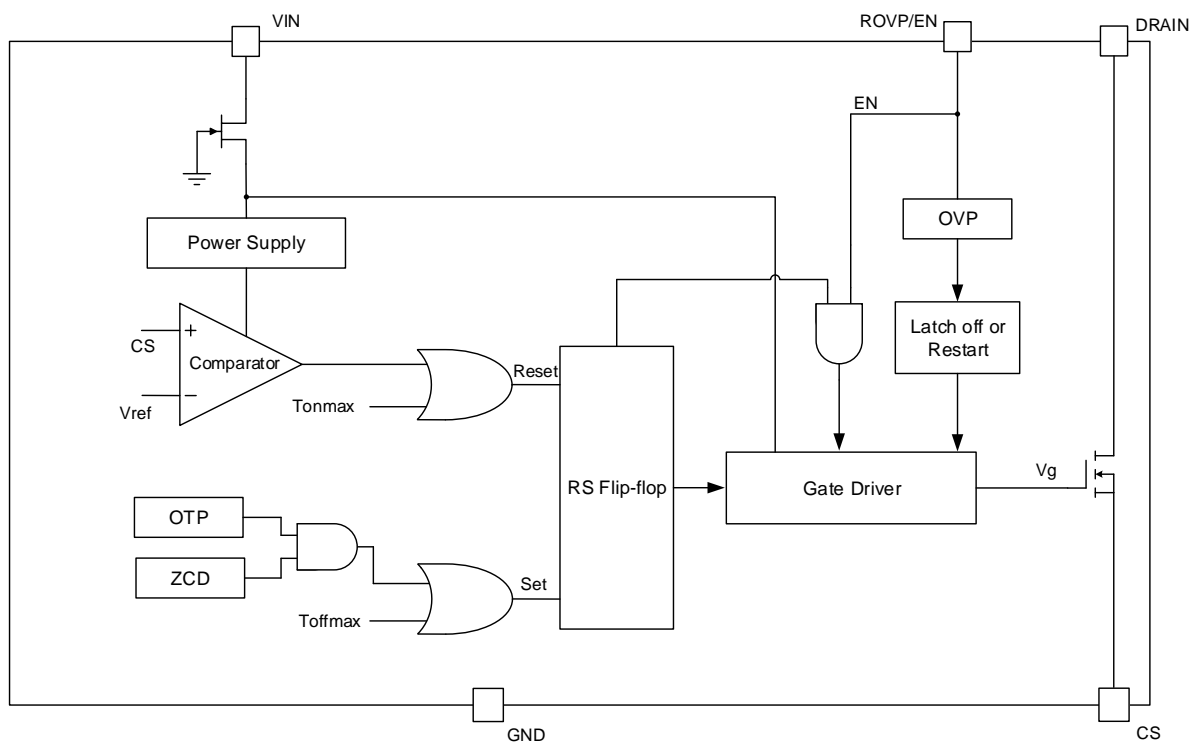 VIN
ROVP/EN
DRAIN
EN
OVP
Power Supply
Latch off or
Restart
+
CS
Comparator
−
Vref
Reset
Tonmax
RS Flip-flop
Gate Driver
Vg
OTP
ZCD
Set
Toffmax
GND
CS